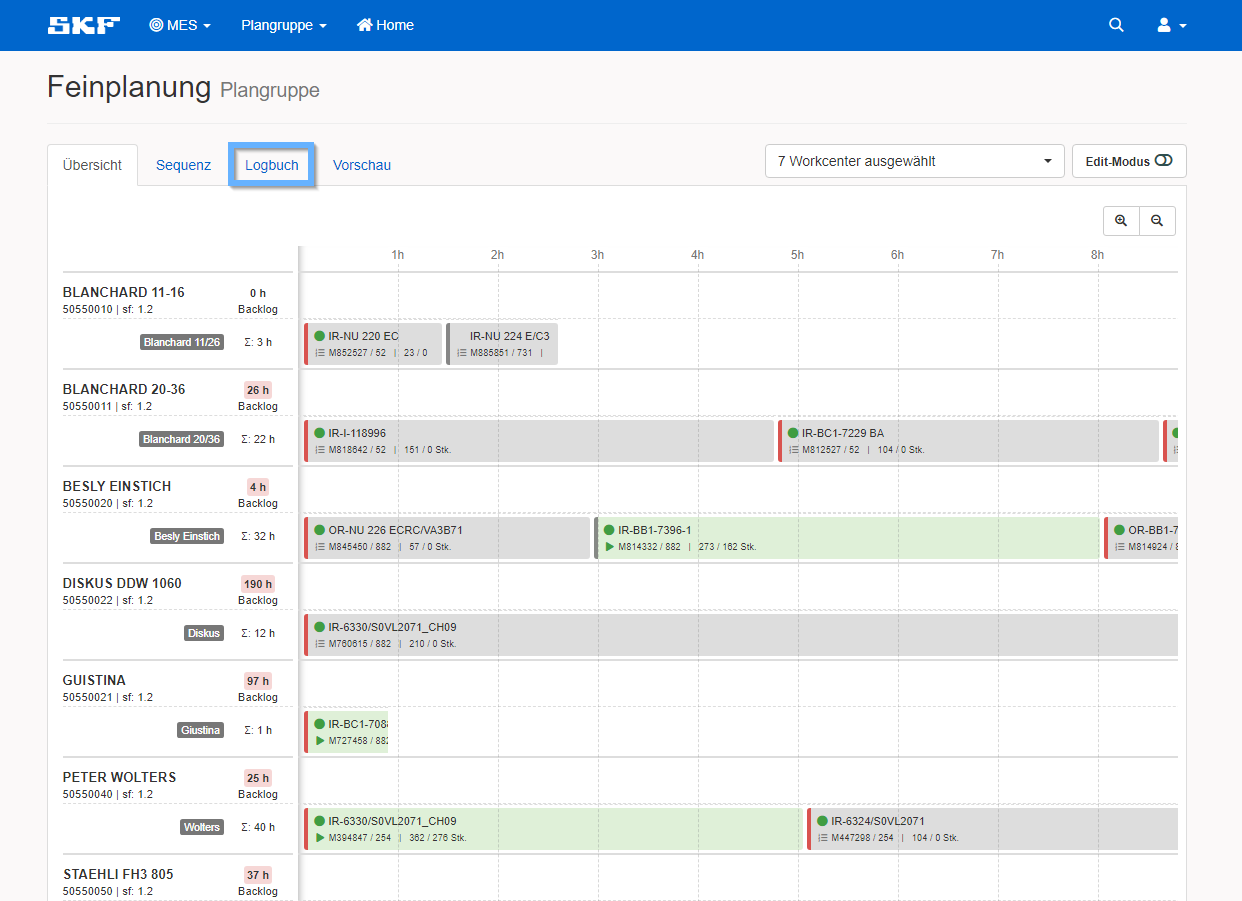 SKF MES Plangruppe Home
Feinplanung Plangruppe
Übersicht Sequenz Logbuch Vorschau 7 Workcenter ausgewählt Edit-Modus
1h 2h 3h 4h 5h 6h 7h 8h
BLANCHARD 11-16 0 h
50550010 | sf: 1.2 Backlog
Blanchard 11/26 Σ: 3 h
IR-NU 220 EC IR-NU 224 E/C3
M852527 / 52 | 23 / 0 M885851 / 731 |
BLANCHARD 20-36 26 h
50550011 | sf: 1.2 Backlog
Blanchard 20/36 Σ: 22 h
IR-I-118996 IR-BC1-7229 BA
M818642 / 52 | 151 / 0 Stk. M812527 / 52 | 104 / 0 Stk.
BESLY EINSTICH 4 h
50550020 | sf: 1.2 Backlog
Besly Einstich Σ: 32 h
OR-NU 226 ECRC/VA3B71 IR-BB1-7396-1 OR-BB1-7
M845450 / 882 | 57 / 0 Stk. M814332 / 882 | 273 / 162 Stk. M814924 / 8
DISKUS DDW 1060 190 h
50550022 | sf: 1.2 Backlog
Diskus Σ: 12 h
IR-6330/S0VL2071_CH09
M760615 / 882 | 210 / 0 Stk.
GUISTINA 97 h
50550021 | sf: 1.2 Backlog
Giustina Σ: 1 h
IR-BC1-708
M727458 / 882
PETER WOLTERS 25 h
50550040 | sf: 1.2 Backlog
Wolters Σ: 40 h
IR-6330/S0VL2071_CH09 IR-6324/S0VL2071
M394847 / 254 | 362 / 276 Stk. M447298 / 254 | 104 / 0 Stk.
STAEHLI FH3 805 37 h
50550050 | sf: 1.2 Backlog